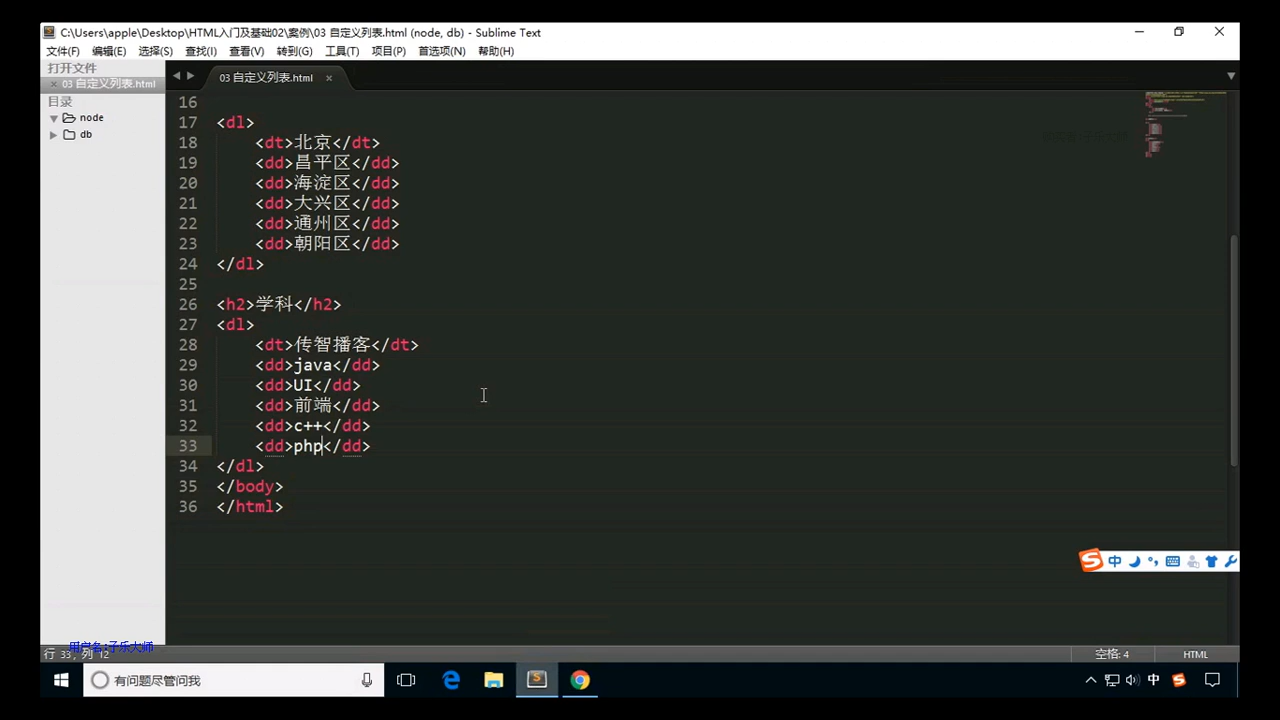 C:\Users\apple\Desktop\HTML入门及基础02\案例\03 自定义列表.html (node, db) - Sublime Text
文件(F) 编辑(E) 选择(S) 查找(I) 查看(V) 转到(G) 工具(T) 项目(P) 首选项(N) 帮助(H)
打开文件
× 03 自定义列表.html
目录
node
db
03 自定义列表.html ×
16
17 <dl>
18 <dt>北京</dt>
19 <dd>昌平区</dd>
20 <dd>海淀区</dd>
21 <dd>大兴区</dd>
22 <dd>通州区</dd>
23 <dd>朝阳区</dd>
24 </dl>
25
26 <h2>学科</h2>
27 <dl>
28 <dt>传智播客</dt>
29 <dd>java</dd>
30 <dd>UI</dd>
31 <dd>前端</dd>
32 <dd>c++</dd>
33 <dd>php</dd>
34 </dl>
35 </body>
36 </html>
中
用户名:子乐大师
行 33, 列 12 空格: 4 HTML
有问题尽管问我
中